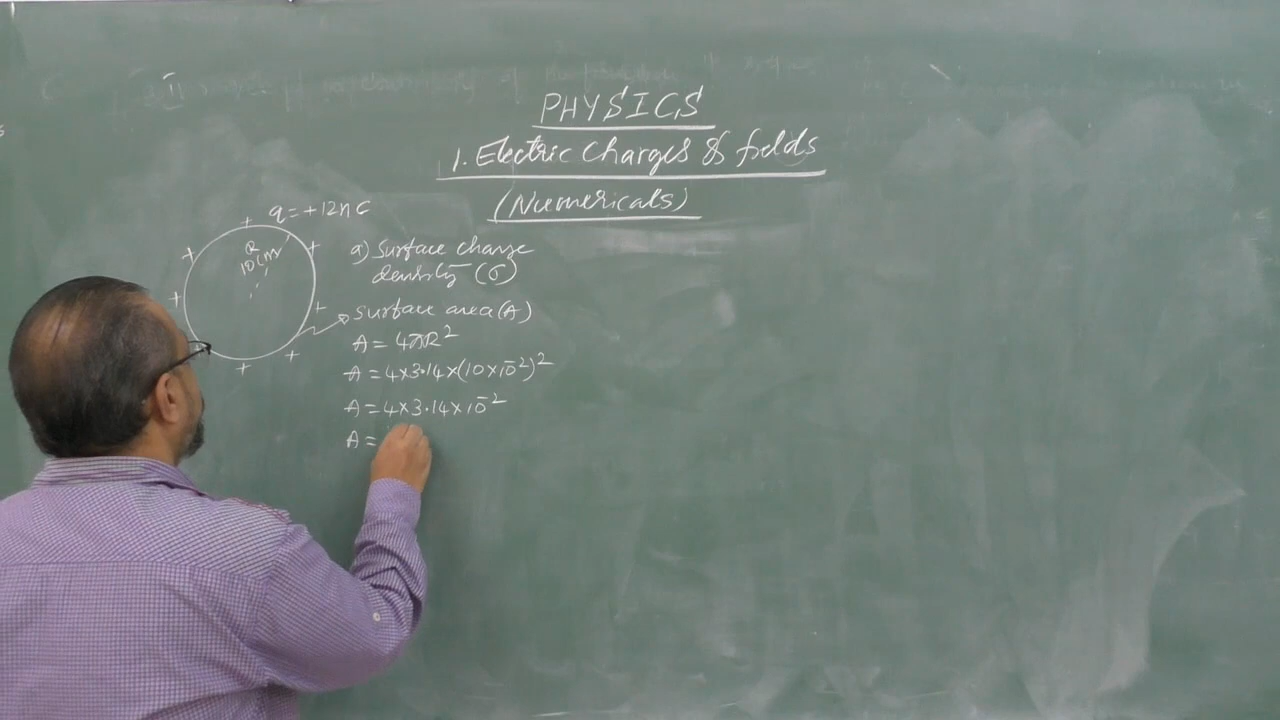 PHYSICS
1. Electric Charges & fields
(Numericals)
q = +12nC
R
10cm
a) Surface charge
density (σ)
surface area (A)
A = 4πR²
A = 4×3.14×(10×10⁻²)²
A = 4×3.14×10⁻²
A =